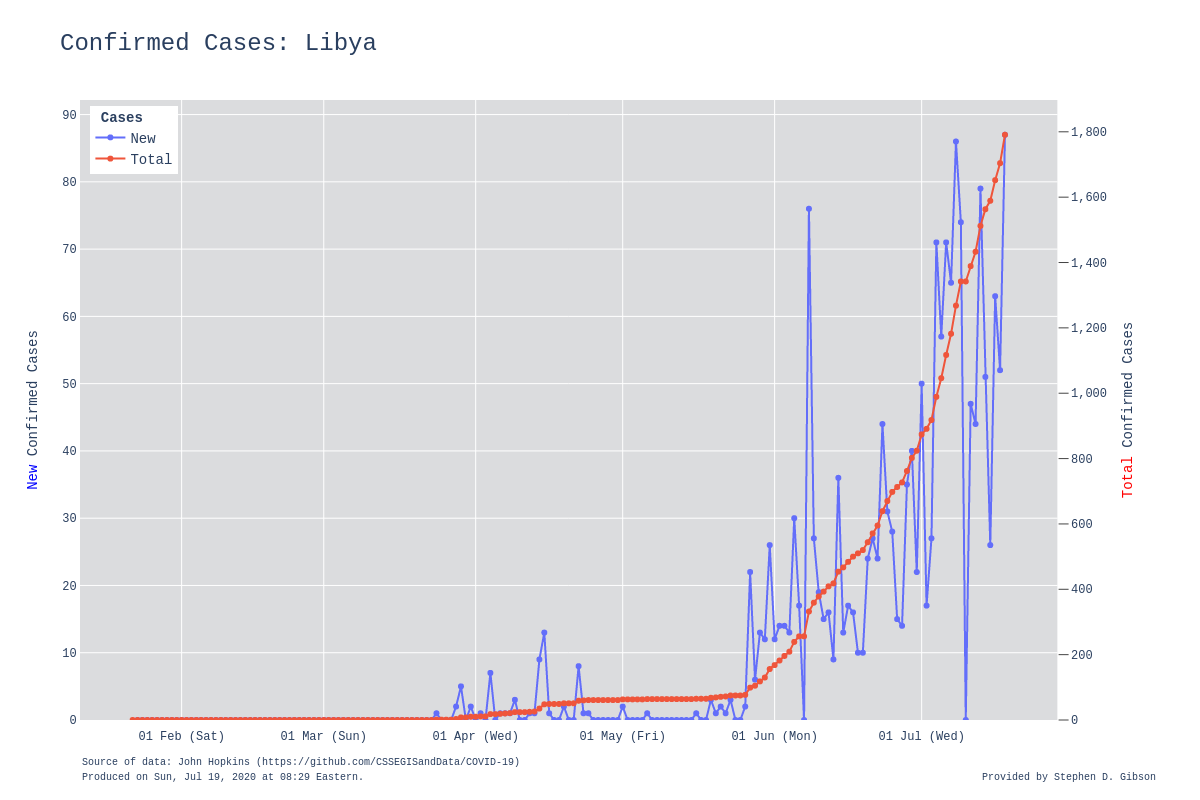 Confirmed Cases: Libya
Cases
New
Total
90
80
70
60
50
40
30
20
10
0
1,800
1,600
1,400
1,200
1,000
800
600
400
200
0
New Confirmed Cases
Total Confirmed Cases
01 Feb (Sat)
01 Mar (Sun)
01 Apr (Wed)
01 May (Fri)
01 Jun (Mon)
01 Jul (Wed)
Source of data: John Hopkins (https://github.com/CSSEGISandData/COVID-19)
Produced on Sun, Jul 19, 2020 at 08:29 Eastern.
Provided by Stephen D. Gibson